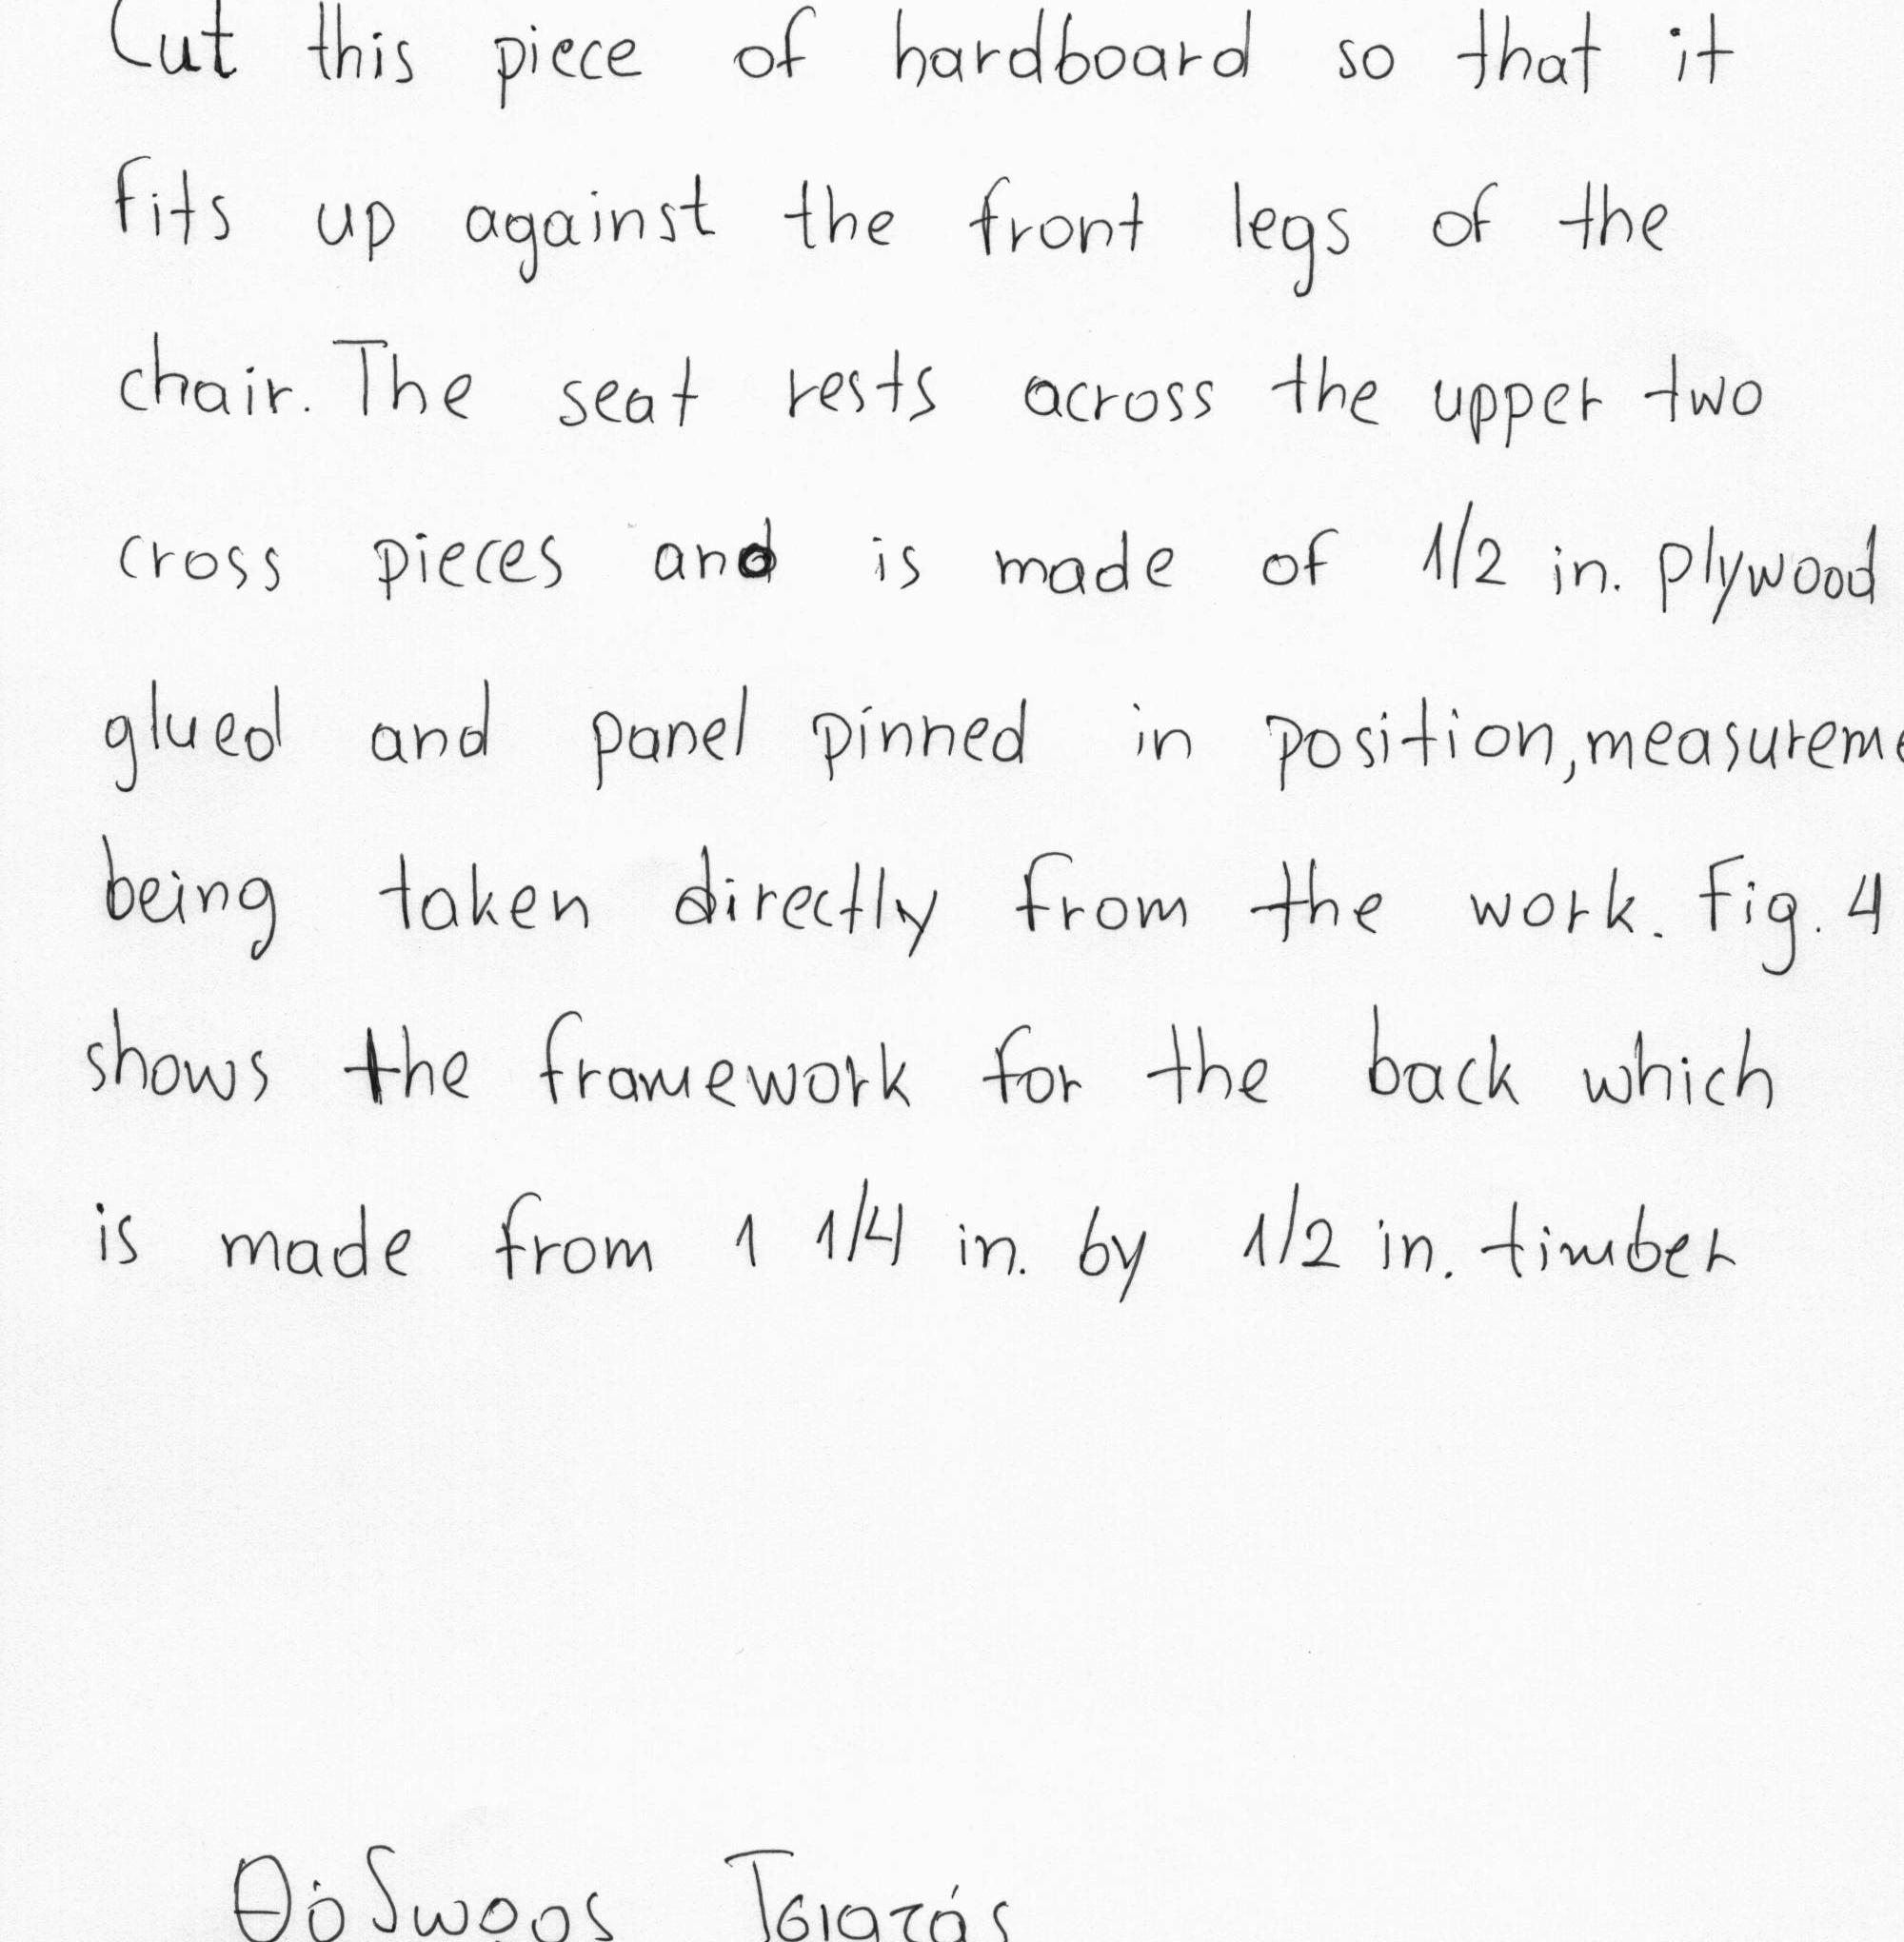 Cut this piece of hardboard so that it
fits up against the front legs of the
chair. The seat rests across the upper two
cross pieces and is made of 1/2 in. plywood
glued and panel pinned in position, measureme
being taken directly from the work. Fig. 4
shows the framework for the back which
is made from 1 1/4 in. by 1/2 in. timber
Θόδωρος Τσιατάς